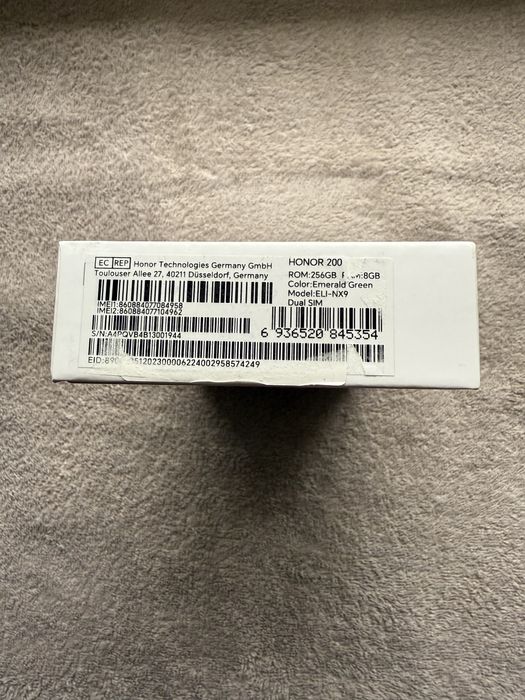 EC REP Honor Technologies Germany GmbH
Toulouser Allee 27, 40211 Düsseldorf, Germany
IMEI1:860884077084958
IMEI2:860884077104962
S/N:A4PQVB4B13001944
HONOR 200
ROM:256GB :8GB
Color:Emerald Green
Model:ELI-NX9
Dual SIM
6 936520 845354